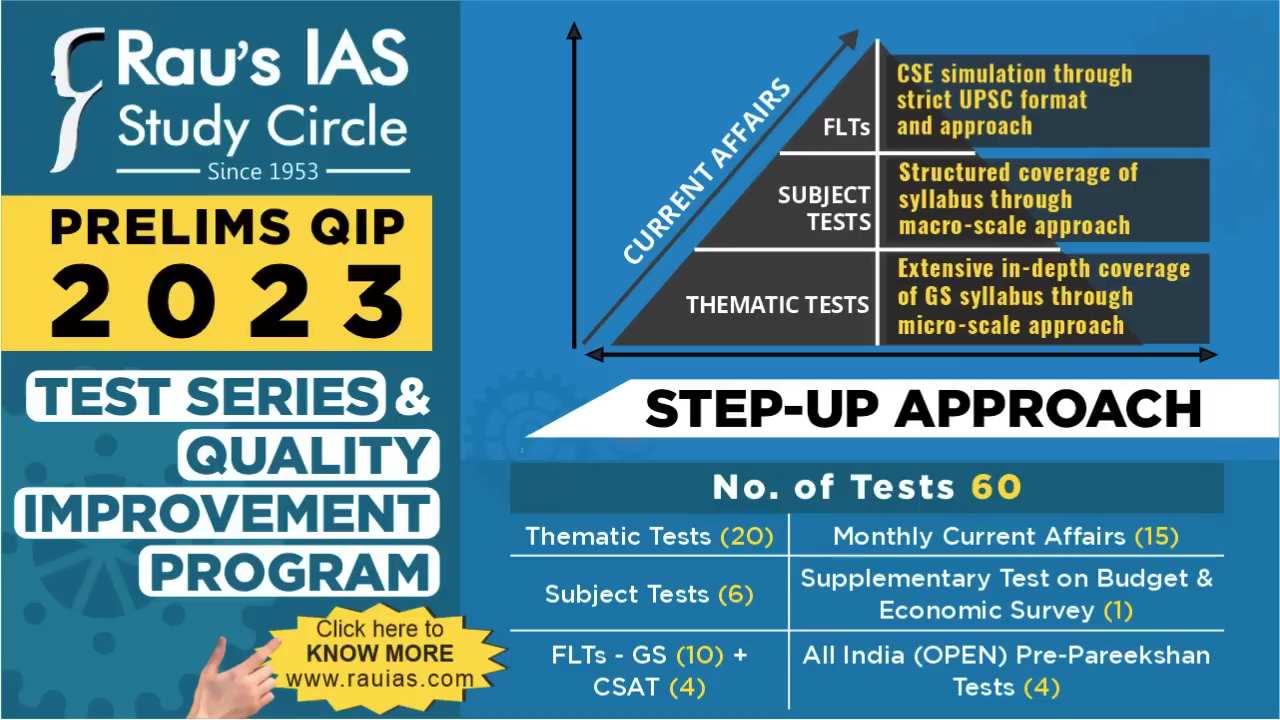 Rau's IAS
Study Circle
Since 1953
PRELIMS QIP
2023
TEST SERIES &
QUALITY
IMPROVEMENT
PROGRAM
Click here to
KNOW MORE
www.rauias.com
CURRENT AFFAIRS
FLTs
CSE simulation through
strict UPSC format
and approach
SUBJECT
TESTS
Structured coverage of
syllabus through
macro-scale approach
THEMATIC TESTS
Extensive in-depth coverage
of GS syllabus through
micro-scale approach
STEP-UP APPROACH
No. of Tests 60
Thematic Tests (20)
Monthly Current Affairs (15)
Subject Tests (6)
Supplementary Test on Budget &
Economic Survey (1)
FLTs - GS (10) +
CSAT (4)
All India (OPEN) Pre-Pareekshan
Tests (4)